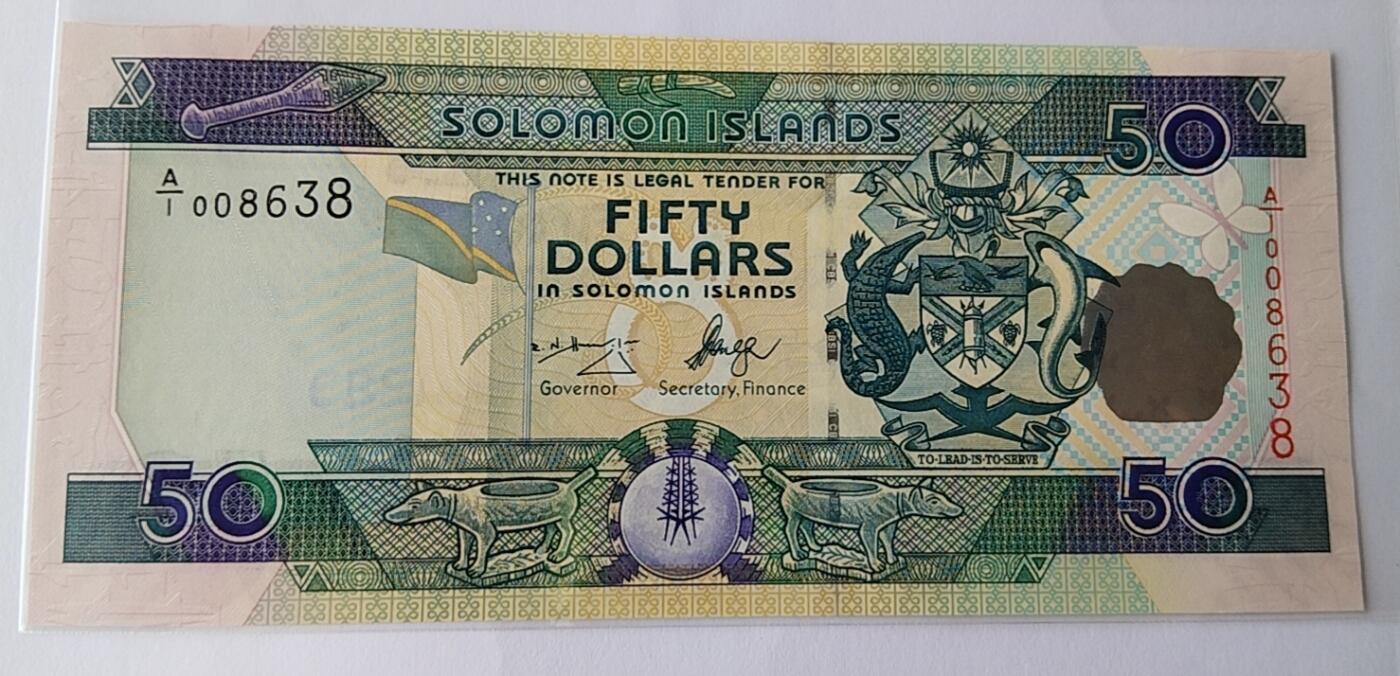 SOLOMON ISLANDS
50
A/1 008638
THIS NOTE IS LEGAL TENDER FOR
FIFTY
DOLLARS
IN SOLOMON ISLANDS
Governor Secretary, Finance
A/1 008638
TO·LEAD·IS·TO·SERVE
50
50